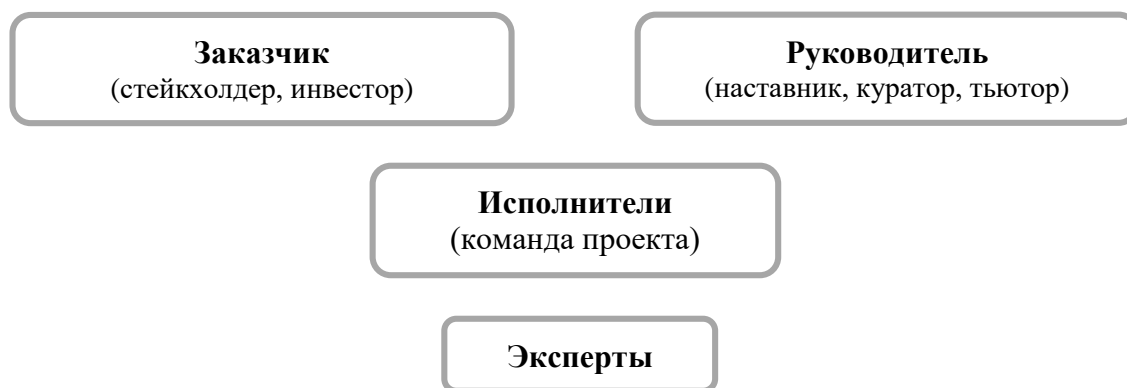 Заказчик
(стейкхолдер, инвестор)
Руководитель
(наставник, куратор, тьютор)
Исполнители
(команда проекта)
Эксперты